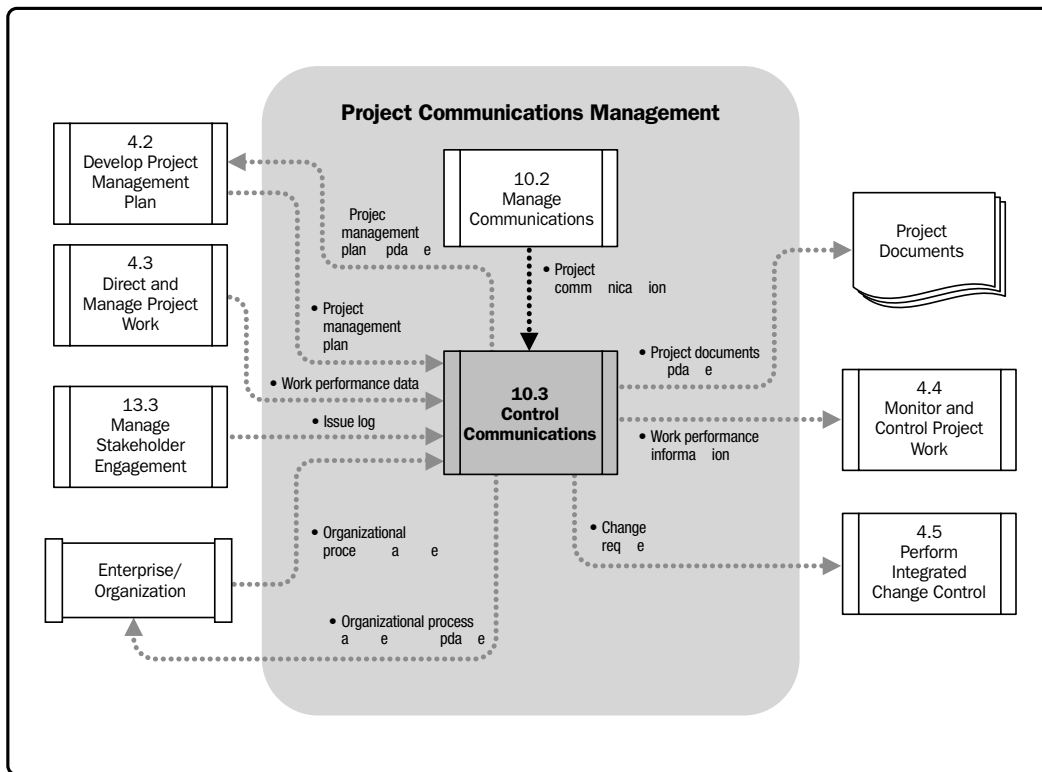 Project Communications Management
4.2
Develop Project
Management
Plan
10.2
Manage
Communications
Projec
management
plan pda e
Project
Documents
4.3
Direct and
Manage Project
Work
• Project
comm nica ion
• Project
management
plan
• Project documents
pda e
• Work performance data
10.3
Control
Communications
4.4
Monitor and
Control Project
Work
13.3
Manage
Stakeholder
Engagement
• Issue log
• Work performance
informa ion
• Organizational
proce a e
• Change
req e
4.5
Perform
Integrated
Change Control
Enterprise/
Organization
• Organizational process
a e pda e